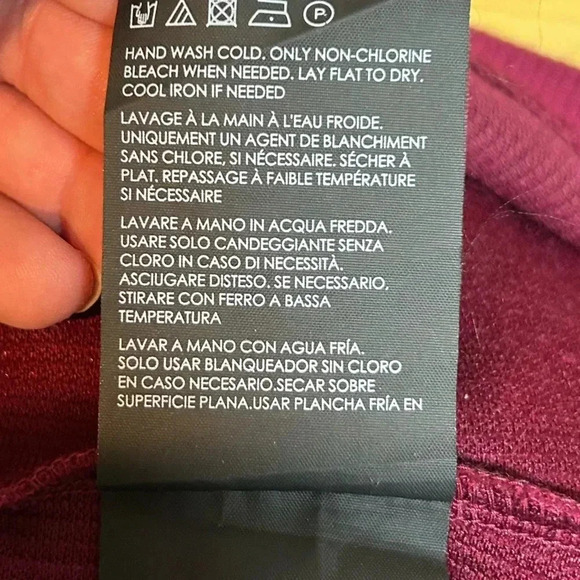 P
HAND WASH COLD. ONLY NON-CHLORINE
BLEACH WHEN NEEDED. LAY FLAT TO DRY.
COOL IRON IF NEEDED
LAVAGE À LA MAIN À L'EAU FROIDE.
UNIQUEMENT UN AGENT DE BLANCHIMENT
SANS CHLORE, SI NÉCESSAIRE. SÉCHER À
PLAT. REPASSAGE À FAIBLE TEMPÉRATURE
SI NÉCESSAIRE
LAVARE A MANO IN ACQUA FREDDA.
USARE SOLO CANDEGGIANTE SENZA
CLORO IN CASO DI NECESSITÀ.
ASCIUGARE DISTESO. SE NECESSARIO,
STIRARE CON FERRO A BASSA
TEMPERATURA
LAVAR A MANO CON AGUA FRÍA.
SOLO USAR BLANQUEADOR SIN CLORO
EN CASO NECESARIO.SECAR SOBRE
SUPERFICIE PLANA.USAR PLANCHA FRÍA EN